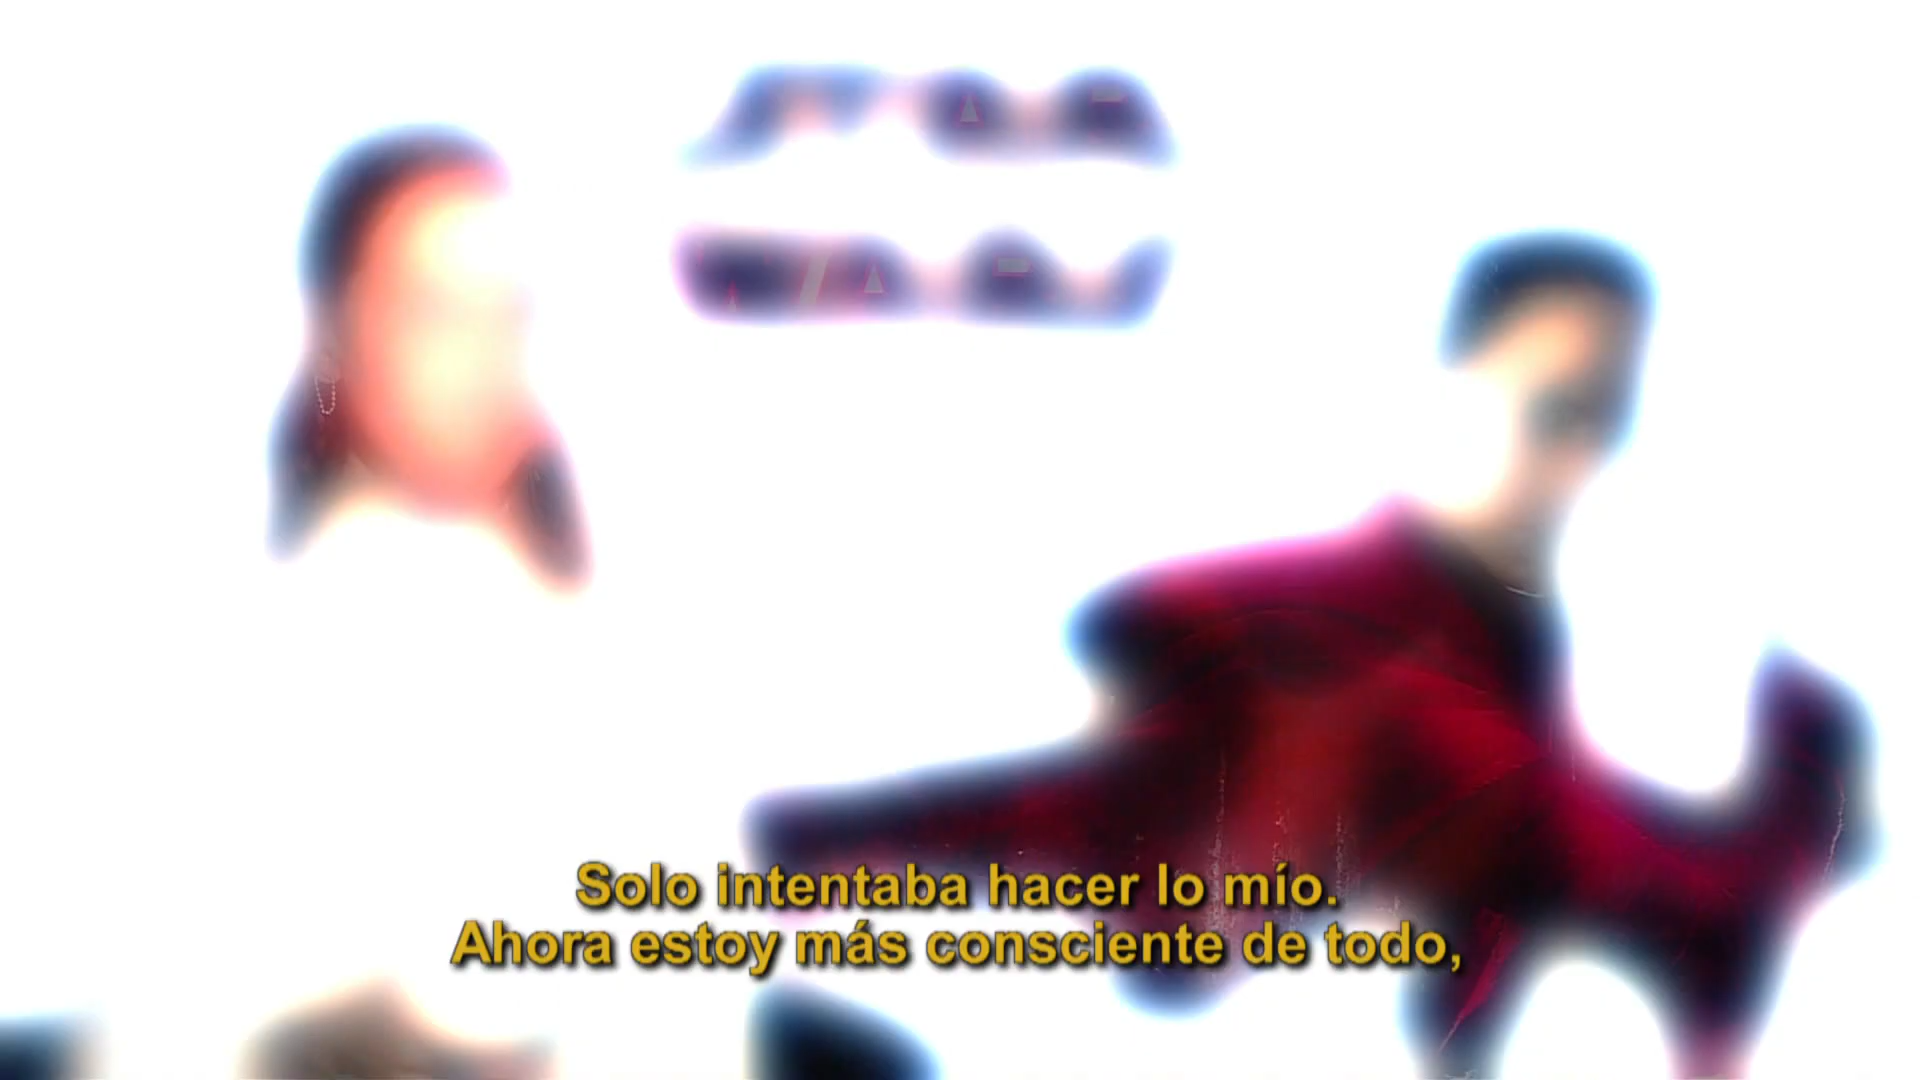 Solo intentaba hacer lo mío.
Ahora estoy más consciente de todo,